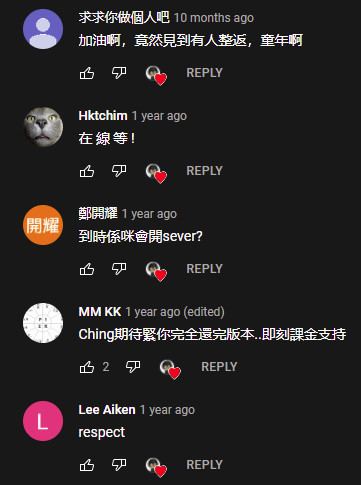 求求你做個人吧 10 months ago
加油啊，竟然見到有人整返，童年啊
REPLY
Hktchim 1 year ago
在 線 等 !
REPLY
開耀
鄭開耀 1 year ago
到時係咪會開sever?
REPLY
MM KK 1 year ago (edited)
Ching期待緊你完全還完版本..即刻課金支持
2 REPLY
L
Lee Aiken 1 year ago
respect
REPLY